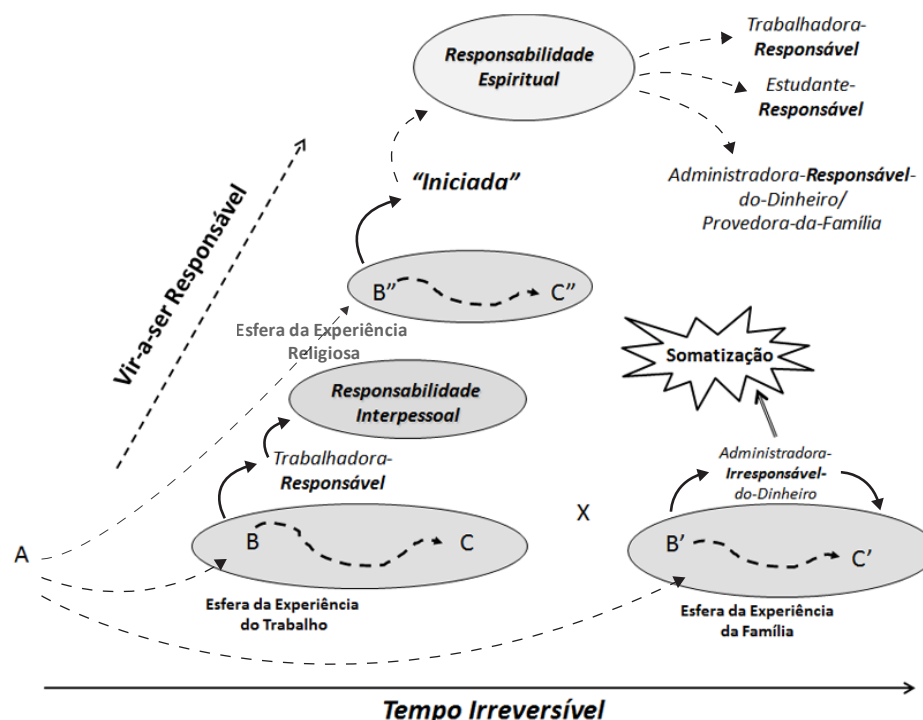 Responsabilidade
Espiritual
Trabalhadora-
Responsável
Estudante-
Responsável
Administradora-Responsável-
do-Dinheiro/
Provedora-da-Família
"Iniciada"
Vir-a-ser Responsável
B” C”
Esfera da Experiência
Religiosa
Responsabilidade
Interpessoal
Somatização
Trabalhadora-
Responsável
Administradora-
Irresponsável-
do-Dinheiro
A
B C
X
B’ C’
Esfera da Experiência
do Trabalho
Esfera da Experiência
da Família
Tempo Irreversível